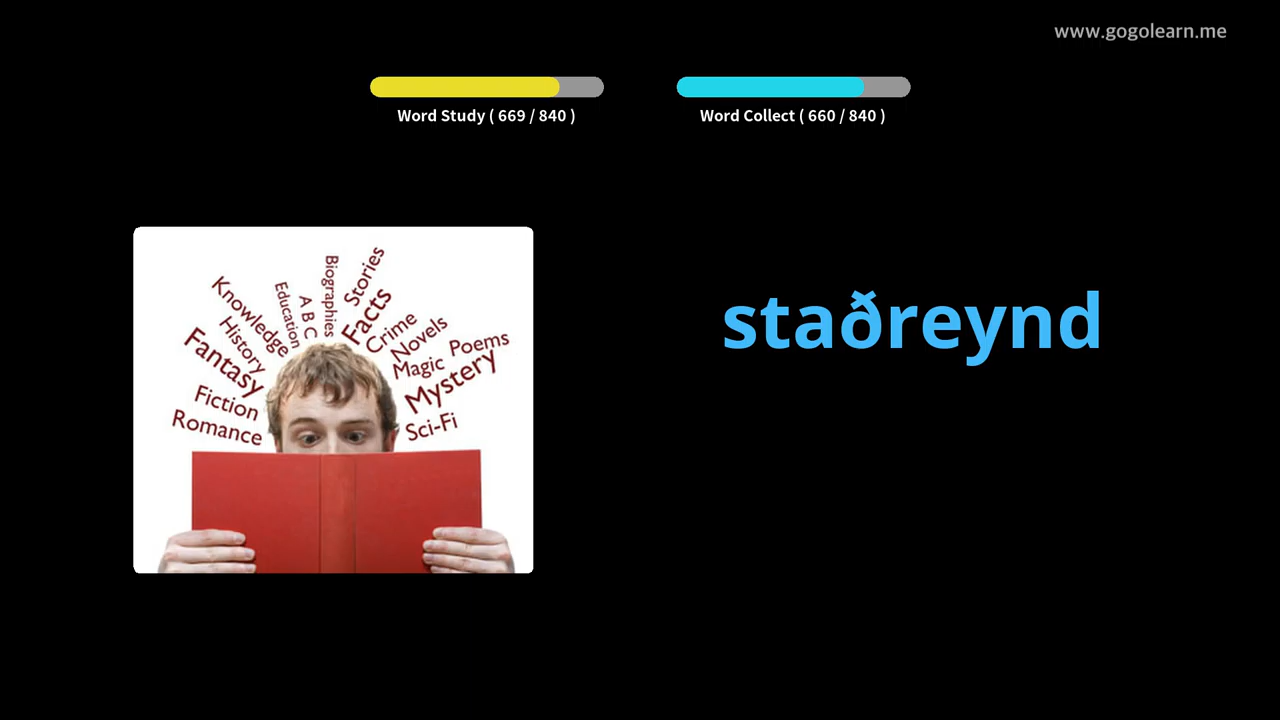 www.gogolearn.me
Word Study ( 669 / 840 )
Word Collect ( 660 / 840 )
staðreynd
Knowledge
Education
A B C
Biographies
Stories
Facts
Crime
Novels
Poems
Magic
Mystery
Sci-Fi
History
Fantasy
Fiction
Romance